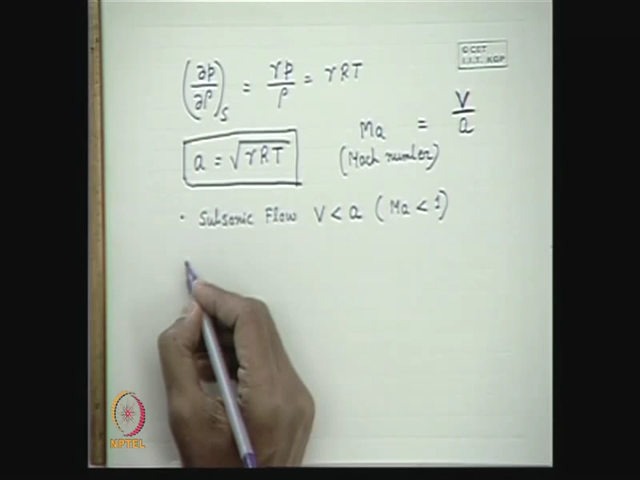 (∂p/∂ρ)s = γp/ρ = γRT
© CET
I.I.T. KGP
a = √γRT
Ma = V/a
(Mach number)
• Subsonic Flow V < a (Ma < 1)
NPTEL